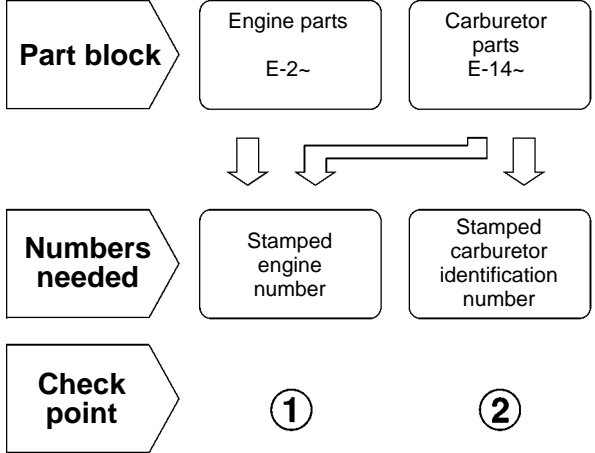 Part block
Engine parts
E-2~
Carburetor
parts
E-14~
Numbers
needed
Stamped
engine
number
Stamped
carburetor
identification
number
Check
point
①
②